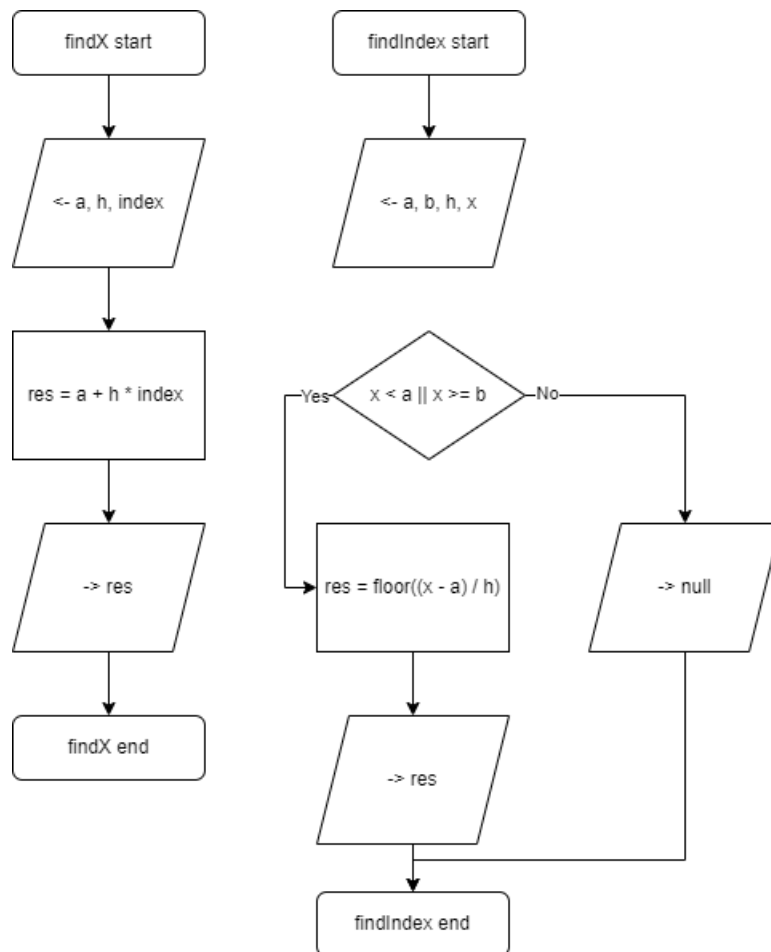 findX start
<- a, h, index
res = a + h * index
-> res
findX end
findIndex start
<- a, b, h, x
x < a || x >= b
Yes
No
res = floor((x - a) / h)
-> null
-> res
findIndex end